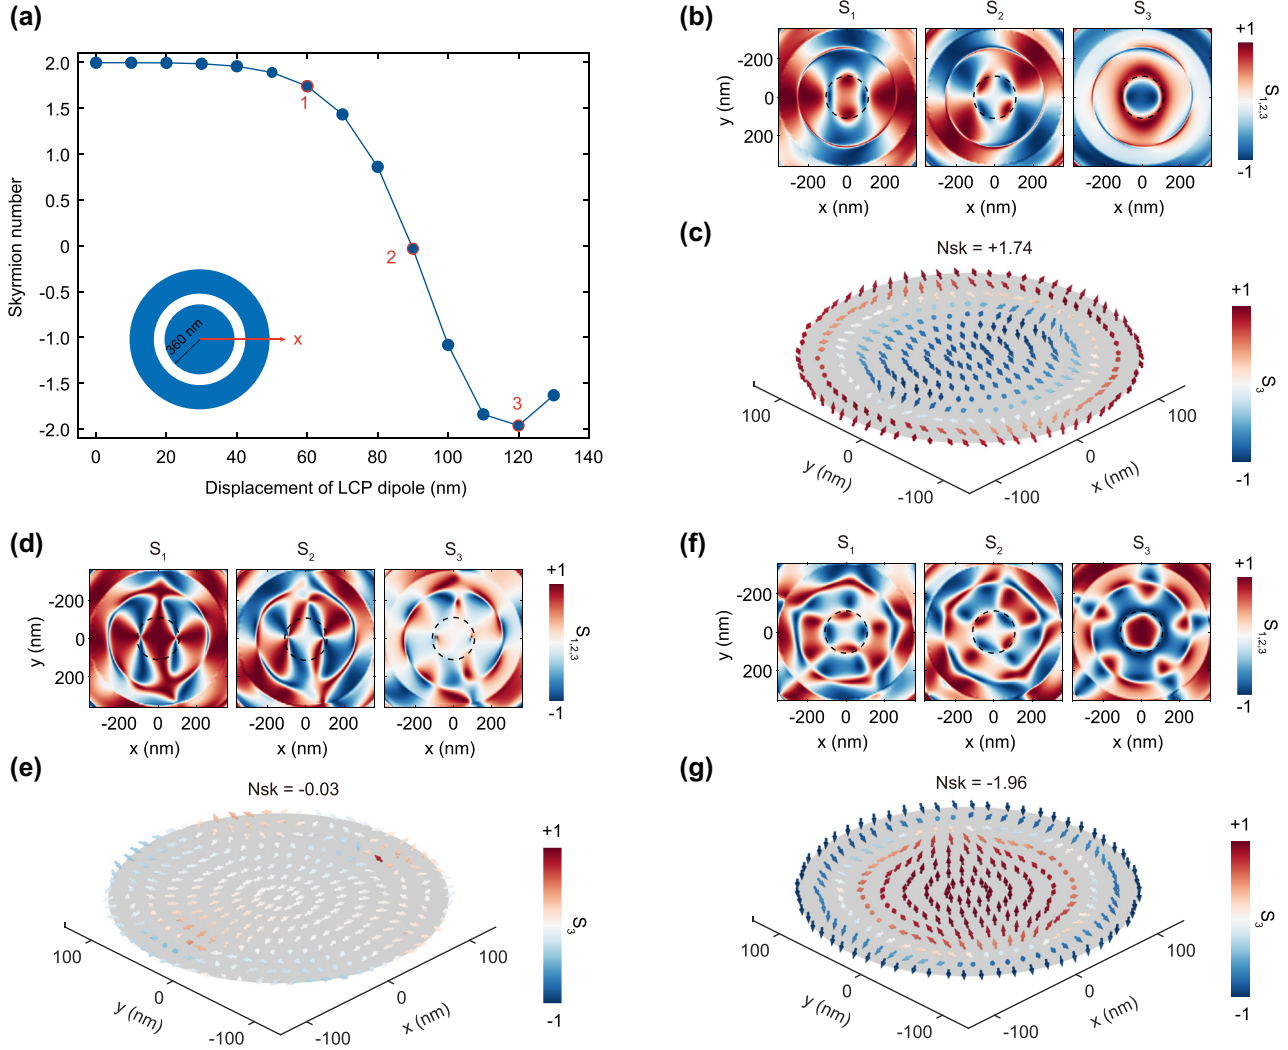 (a)
2.0
1.5
1.0
0.5
0
-0.5
-1.0
-1.5
-2.0
Skyrmion number
1
2
3
360 nm
x
0 20 40 60 80 100 120 140
Displacement of LCP dipole (nm)
(b)
S1 S2 S3
-200
0
200
y (nm)
-200 0 200 -200 0 200 -200 0 200
x (nm) x (nm) x (nm)
+1
S1,2,3
-1
(c)
Nsk = +1.74
100
0
-100
y (nm)
-100
0
100
x (nm)
+1
S3
-1
(d)
S1 S2 S3
-200
0
200
y (nm)
-200 0 200 -200 0 200 -200 0 200
x (nm) x (nm) x (nm)
+1
S1,2,3
-1
(e)
Nsk = -0.03
100
0
-100
y (nm)
-100
0
100
x (nm)
+1
S3
-1
(f)
S1 S2 S3
-200
0
200
y (nm)
-200 0 200 -200 0 200 -200 0 200
x (nm) x (nm) x (nm)
+1
S1,2,3
-1
(g)
Nsk = -1.96
100
0
-100
y (nm)
-100
0
100
x (nm)
+1
S3
-1